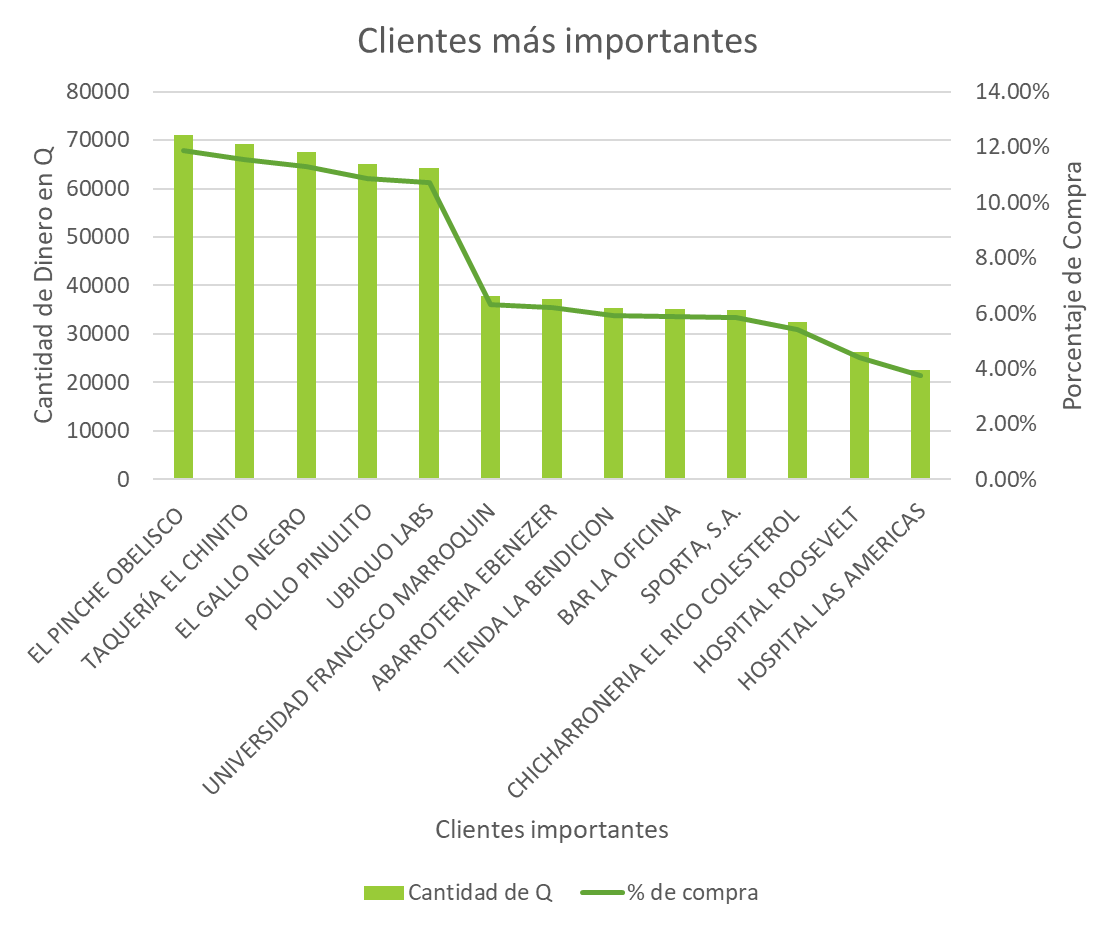 Clientes más importantes
Cantidad de Dinero en Q
80000
70000
60000
50000
40000
30000
20000
10000
0
14.00%
12.00%
10.00%
8.00%
6.00%
4.00%
2.00%
0.00%
Porcentaje de Compra
EL PINCHE OBELISCO
TAQUERÍA EL CHINITO
EL GALLO NEGRO
POLLO PINULITO
UBIQUO LABS
UNIVERSIDAD FRANCISCO MARROQUIN
ABARROTERIA EBENEZER
TIENDA LA BENDICION
BAR LA OFICINA
SPORTA, S.A.
CHICHARRONERIA EL RICO COLESTEROL
HOSPITAL ROOSEVELT
HOSPITAL LAS AMERICAS
Clientes importantes
Cantidad de Q
% de compra